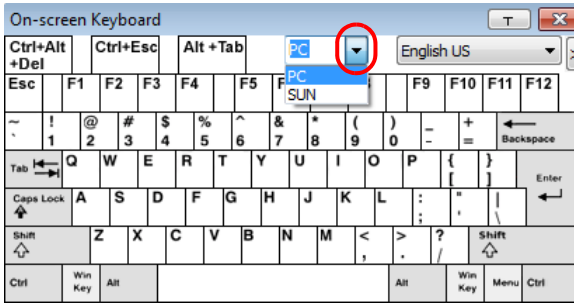 On-screen Keyboard
Ctrl+Alt +Del Ctrl+Esc Alt +Tab PC English US
PC
SUN
Esc F1 F2 F3 F4 F5 F9 F10 F11 F12
~ ! @ # $ % ^ & * ( ) _ +
` 1 2 3 4 5 6 7 8 9 0 - = Backspace
Tab Q W E R T Y U I O P { }
[ ] Enter
Caps Lock A S D F G H J K L : " |
; ' \
Shift Z X C V B N M < > ? Shift
, . /
Ctrl Win Key Alt Alt Win Key Menu Ctrl